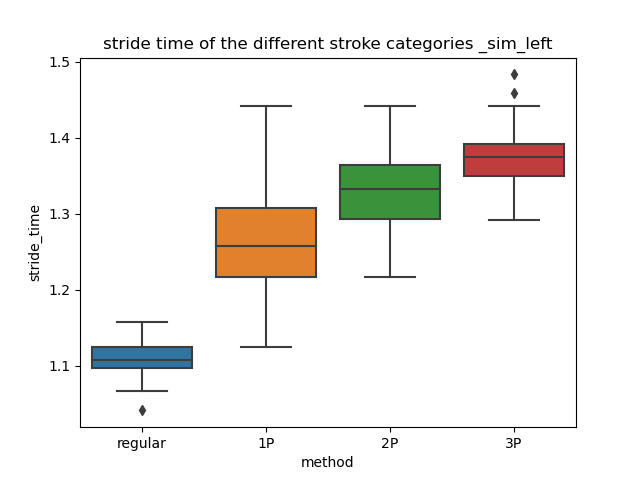 stride time of the different stroke categories _sim_left
1.5
1.4
1.3
1.2
1.1
stride_time
regular 1P 2P 3P
method